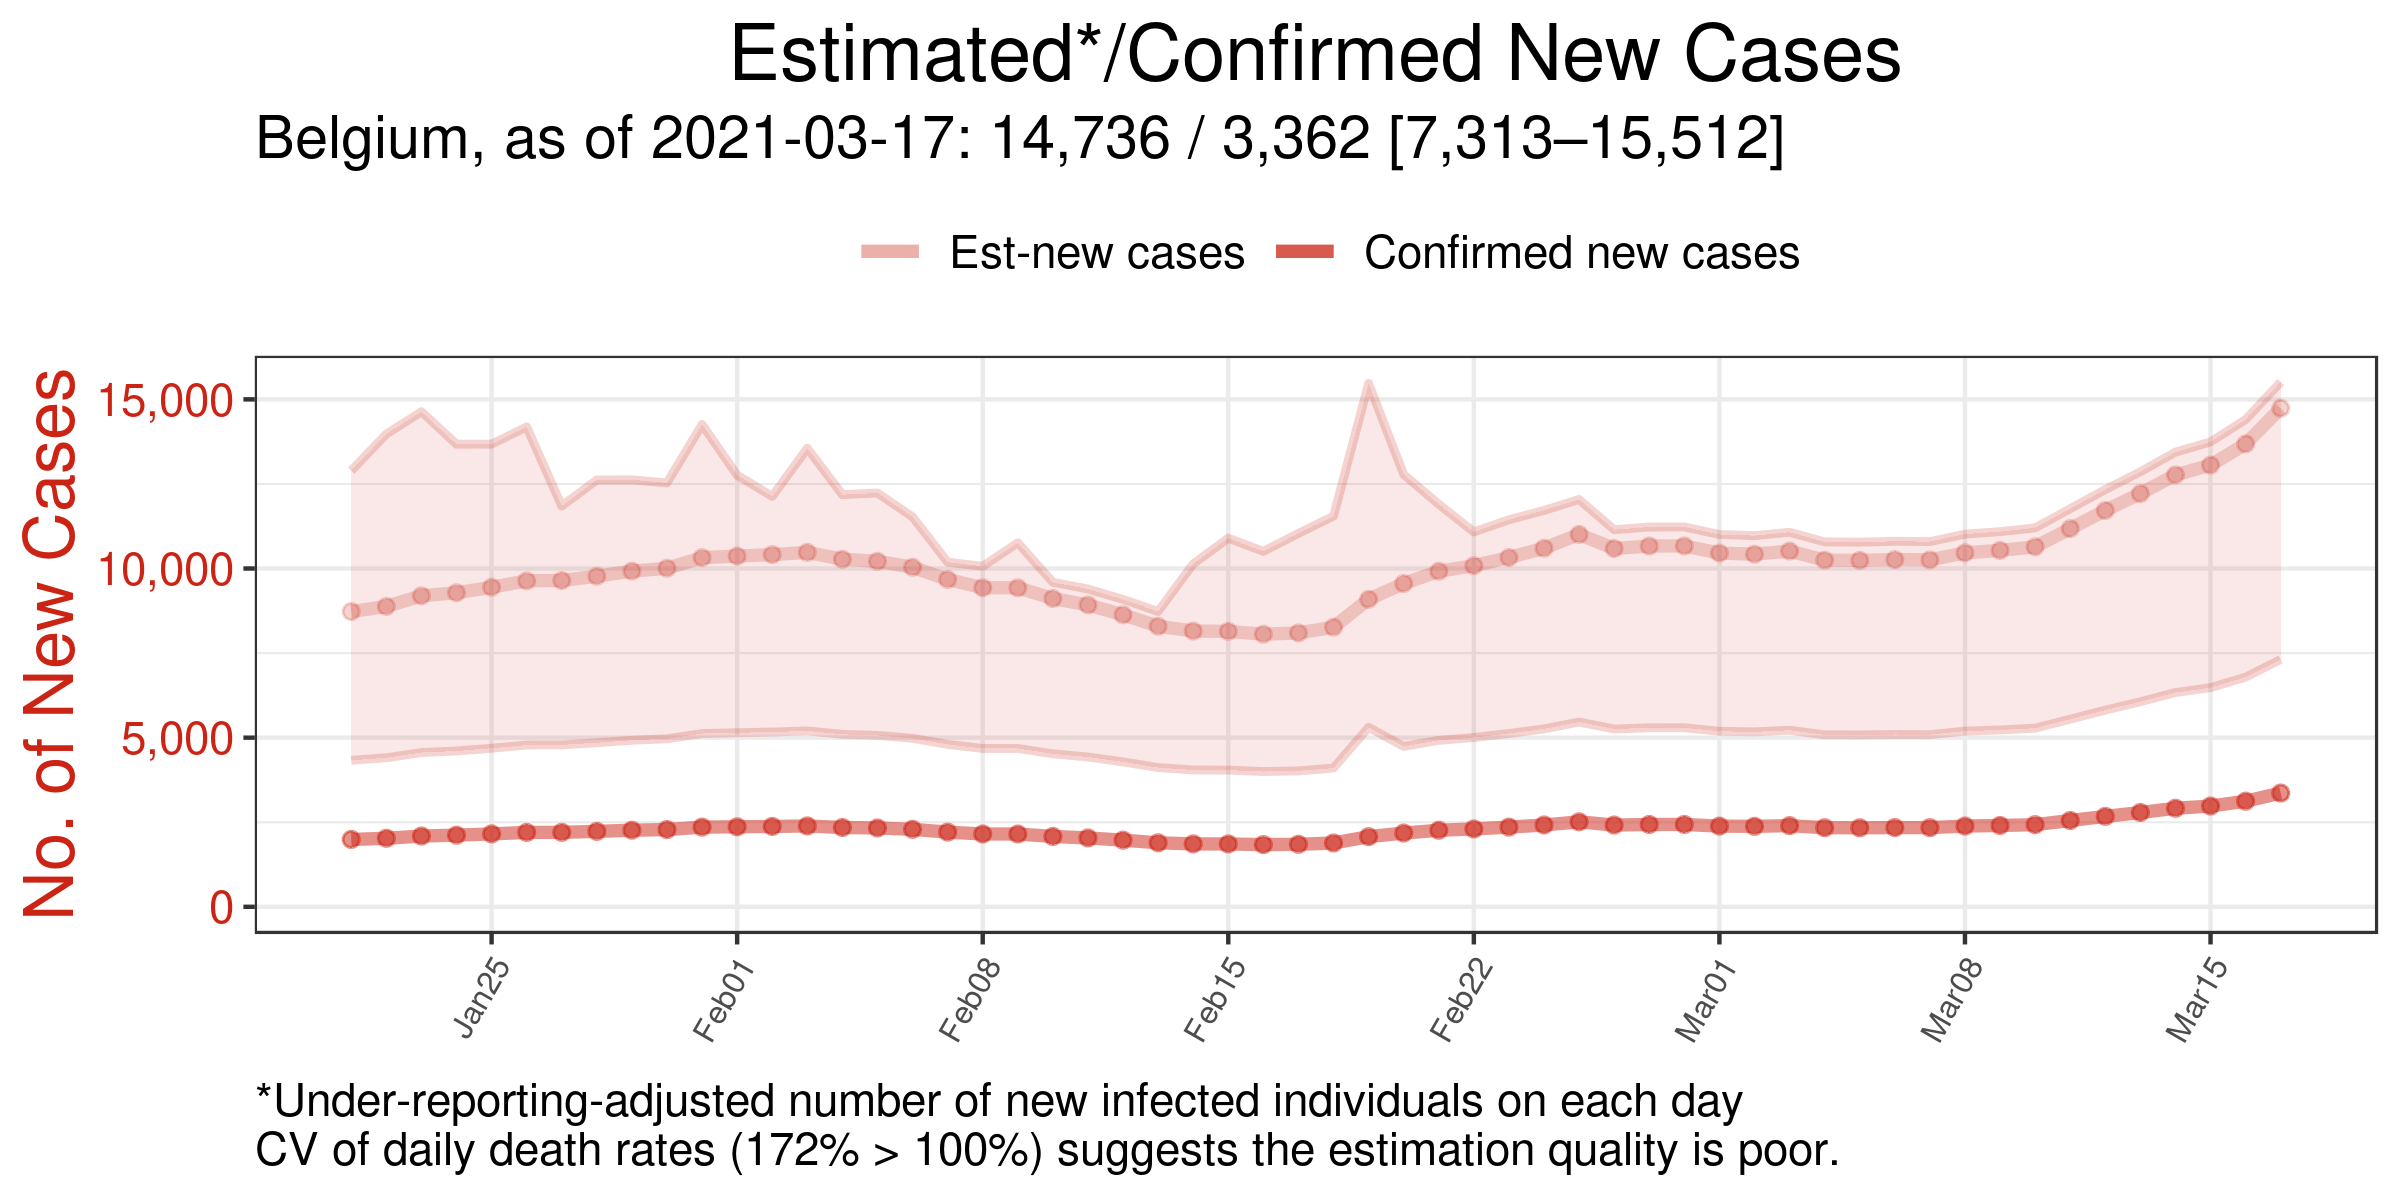 Estimated*/Confirmed New Cases
Belgium, as of 2021-03-17: 14,736 / 3,362 [7,313–15,512]
Est-new cases
Confirmed new cases
No. of New Cases
15,000
10,000
5,000
0
Jan25
Feb01
Feb08
Feb15
Feb22
Mar01
Mar08
Mar15
*Under-reporting-adjusted number of new infected individuals on each day
CV of daily death rates (172% > 100%) suggests the estimation quality is poor.